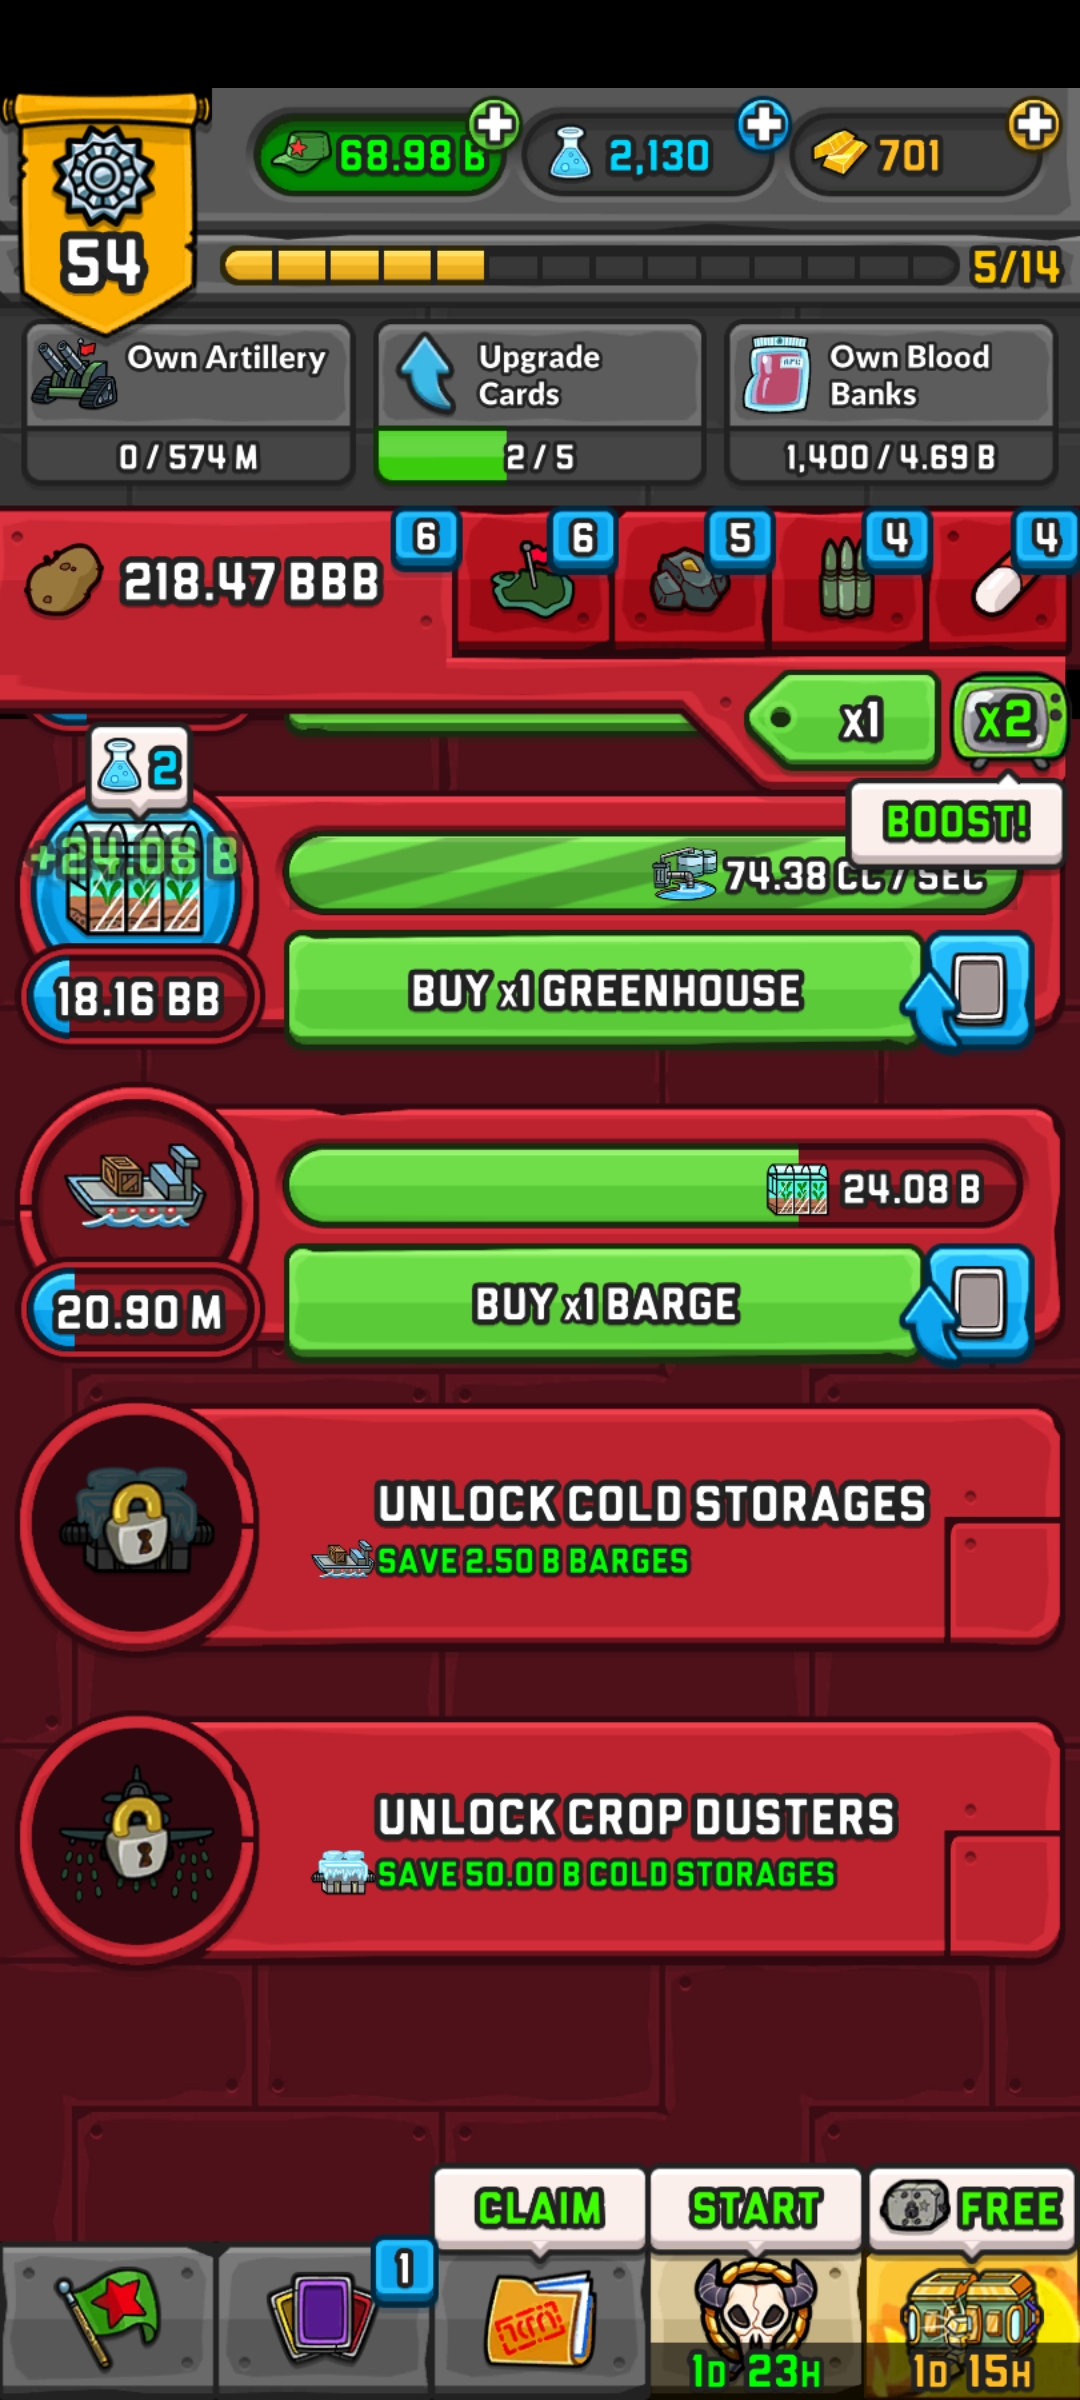 54
68.98 B
2,130
701
5/14
Own Artillery
0 / 574 M
Upgrade
Cards
2 / 5
Own Blood
Banks
1,400 / 4.69 B
218.47 BBB
6
6
5
4
4
x1
x2
BOOST!
2
+24.08 B
74.38 CC / SEC
18.16 BB
BUY x1 GREENHOUSE
24.08 B
20.90 M
BUY x1 BARGE
UNLOCK COLD STORAGES
SAVE 2.50 B BARGES
UNLOCK CROP DUSTERS
SAVE 50.00 B COLD STORAGES
CLAIM
START
FREE
1
1D 23H
1D 15H